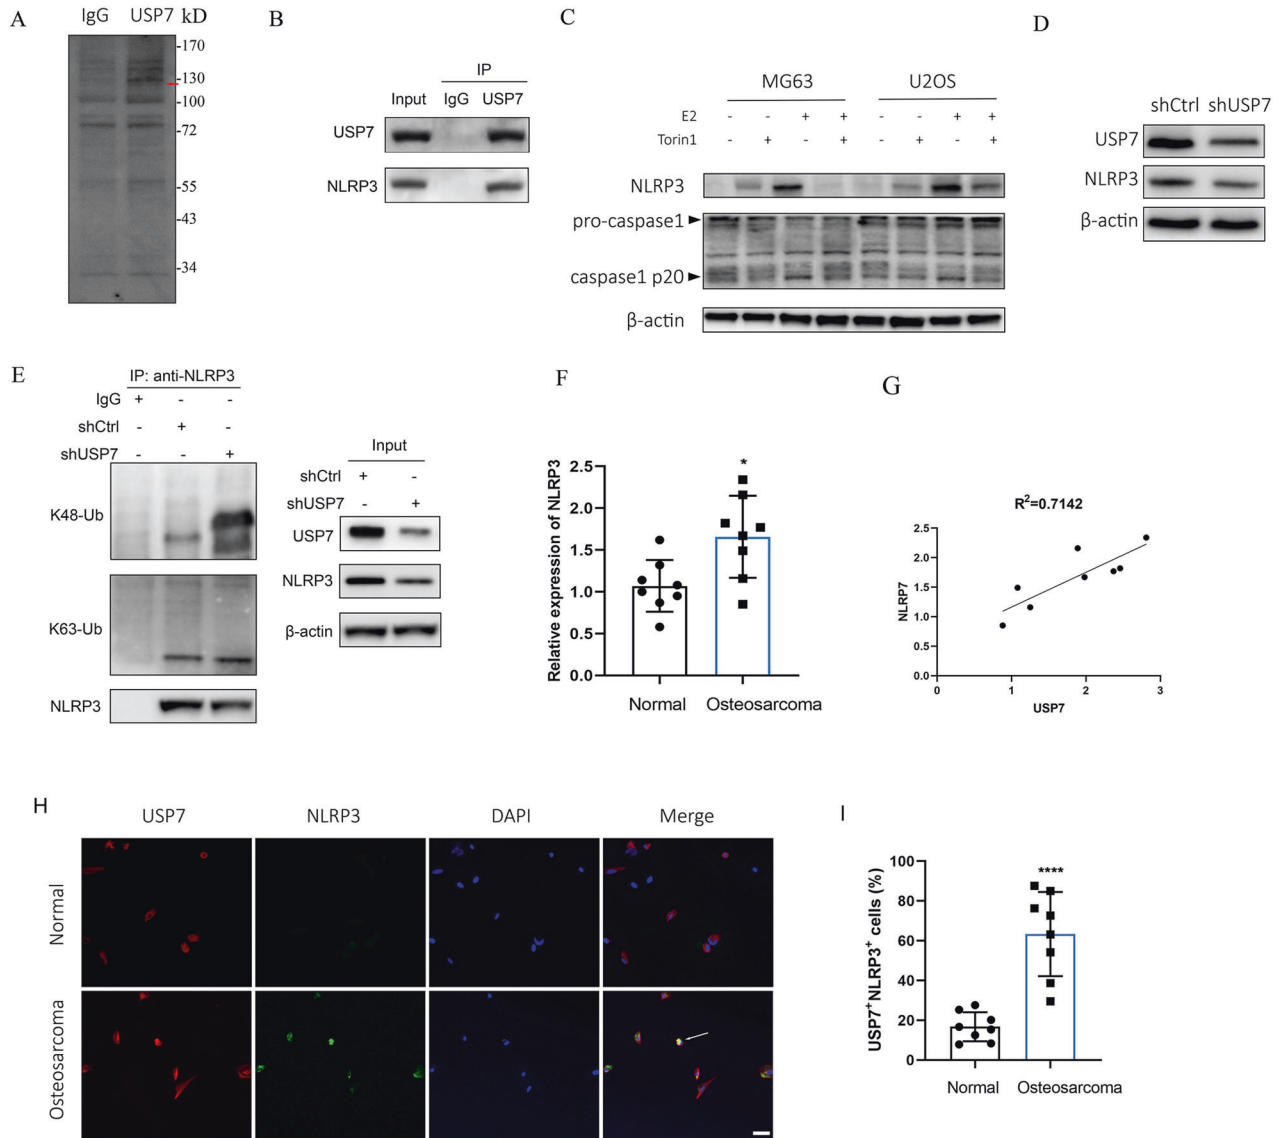 A
IgG USP7 kD
-170
-130
-100
-72
-55
-43
-34
B
IP
Input IgG USP7
USP7
NLRP3
C
MG63 U2OS
E2 - - + + - - + +
Torin1 - + - + - + - +
NLRP3
pro-caspase1
caspase1 p20
β-actin
D
shCtrl shUSP7
USP7
NLRP3
β-actin
E
IP: anti-NLRP3
IgG + - -
shCtrl - + -
shUSP7 - - +
K48-Ub
K63-Ub
NLRP3
Input
shCtrl + -
shUSP7 - +
USP7
NLRP3
β-actin
F
Relative expression of NLRP3
2.5
2.0
1.5
1.0
0.5
0.0
*
Normal Osteosarcoma
G
R²=0.7142
NLRP7
2.5
2.0
1.5
1.0
0.5
0.0
0 1 2 3
USP7
H
USP7 NLRP3 DAPI Merge
Normal
Osteosarcoma
I
USP7⁺NLRP3⁺ cells (%)
100
80
60
40
20
0
****
Normal Osteosarcoma